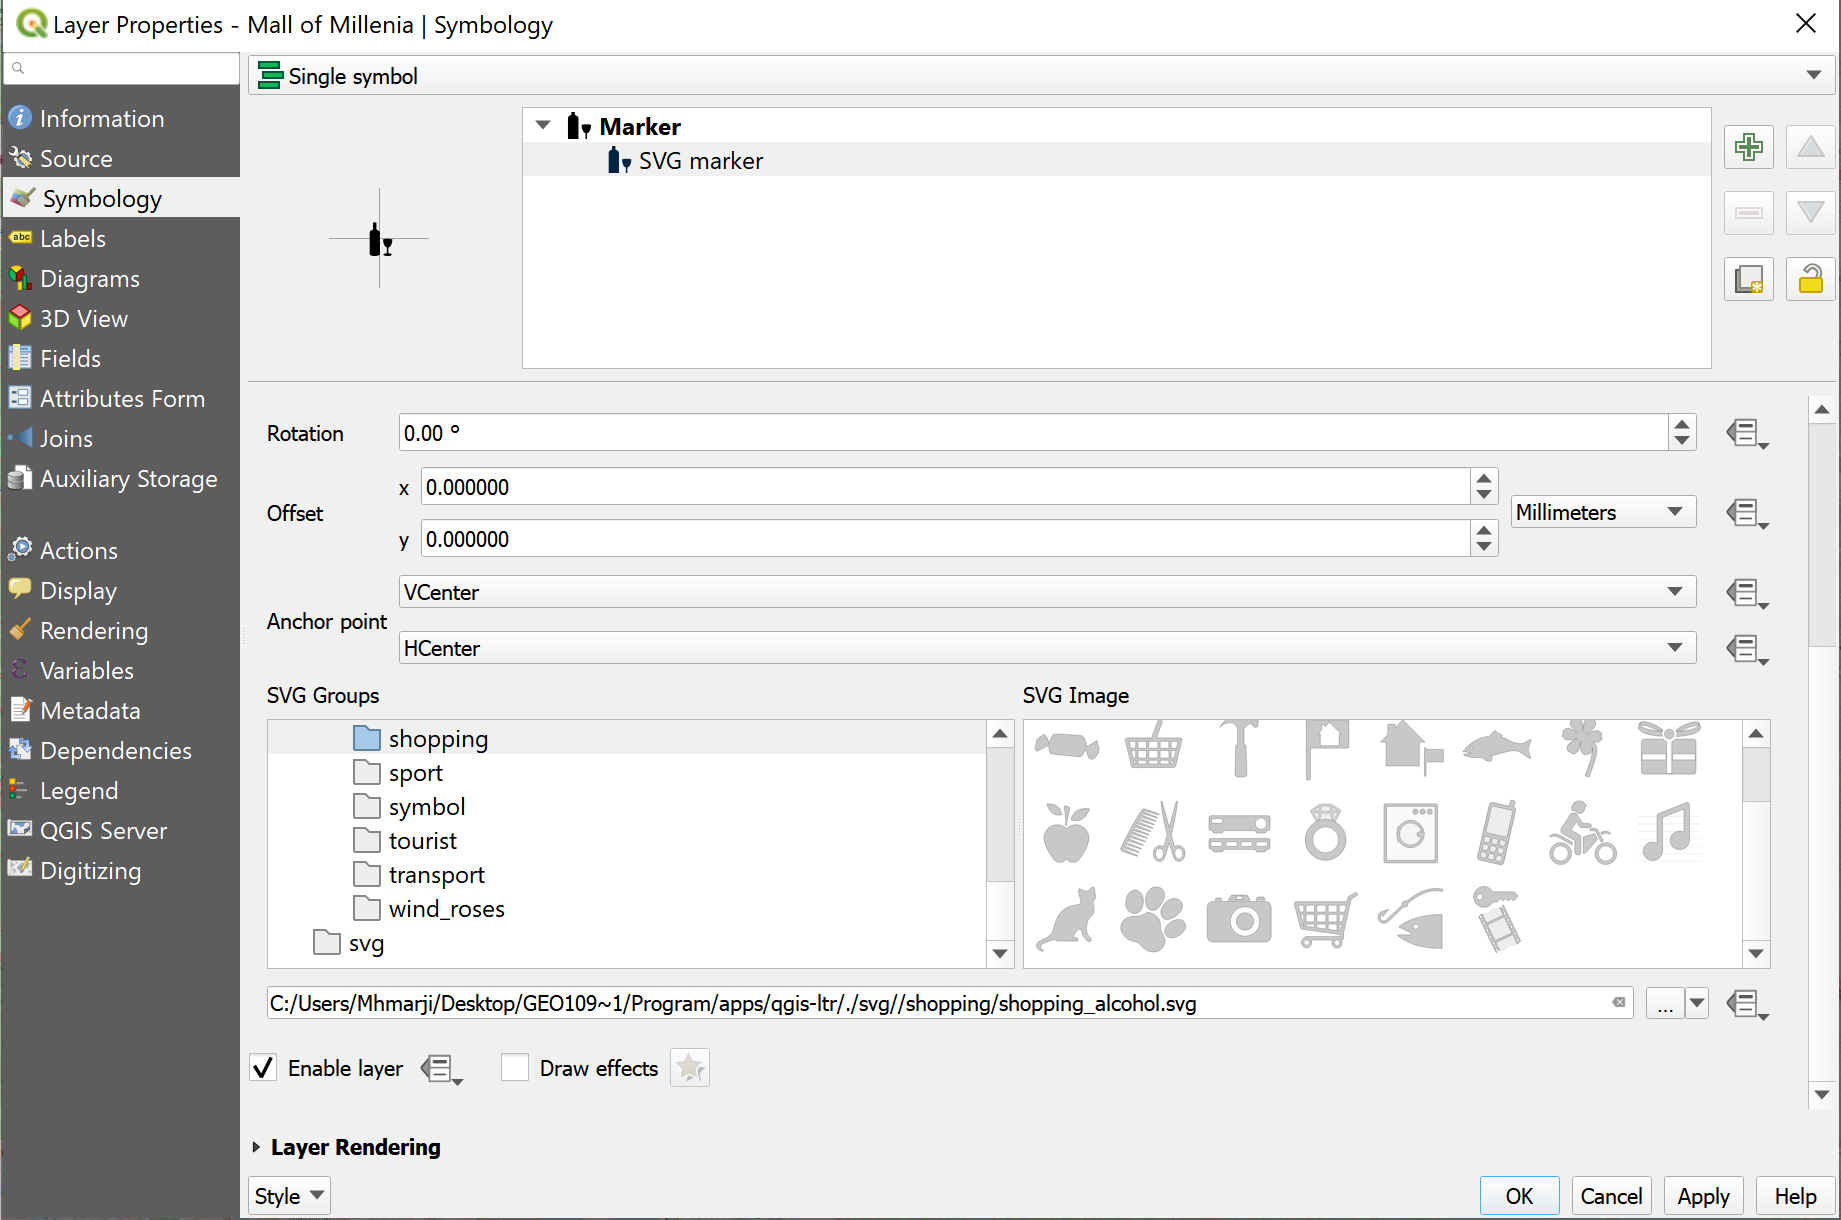 Layer Properties - Mall of Millenia | Symbology
Single symbol
Information
Source
Symbology
Labels
Diagrams
3D View
Fields
Attributes Form
Joins
Auxiliary Storage
Actions
Display
Rendering
Variables
Metadata
Dependencies
Legend
QGIS Server
Digitizing
abc
Marker
SVG marker
Rotation
0.00 °
Offset
x
0.000000
y
0.000000
Millimeters
Anchor point
VCenter
HCenter
SVG Groups
shopping
sport
symbol
tourist
transport
wind_roses
svg
SVG Image
C:/Users/Mhmarji/Desktop/GEO109~1/Program/apps/qgis-ltr/./svg//shopping/shopping_alcohol.svg
...
Enable layer
Draw effects
Layer Rendering
Style
OK
Cancel
Apply
Help